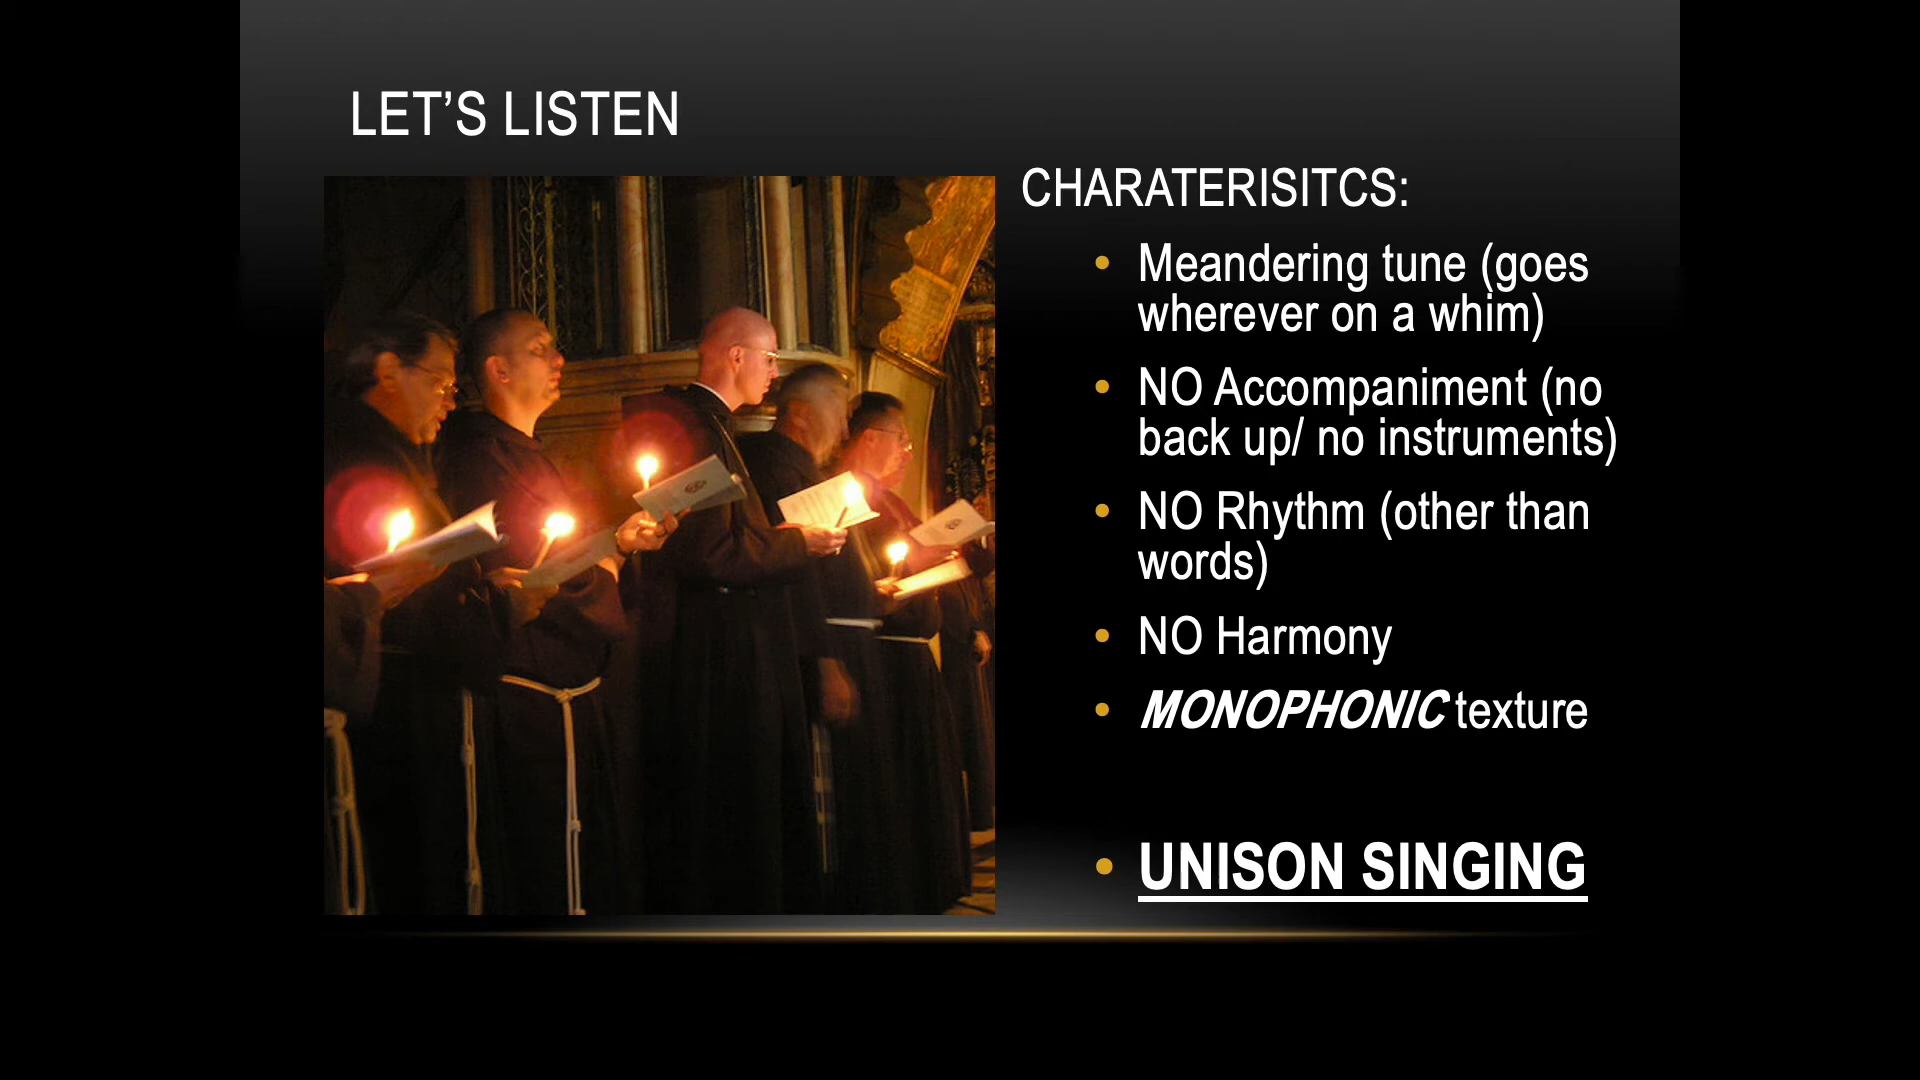 LET’S LISTEN
CHARATERISITCS:
• Meandering tune (goes
wherever on a whim)
• NO Accompaniment (no
back up/ no instruments)
• NO Rhythm (other than
words)
• NO Harmony
• MONOPHONIC texture
• UNISON SINGING